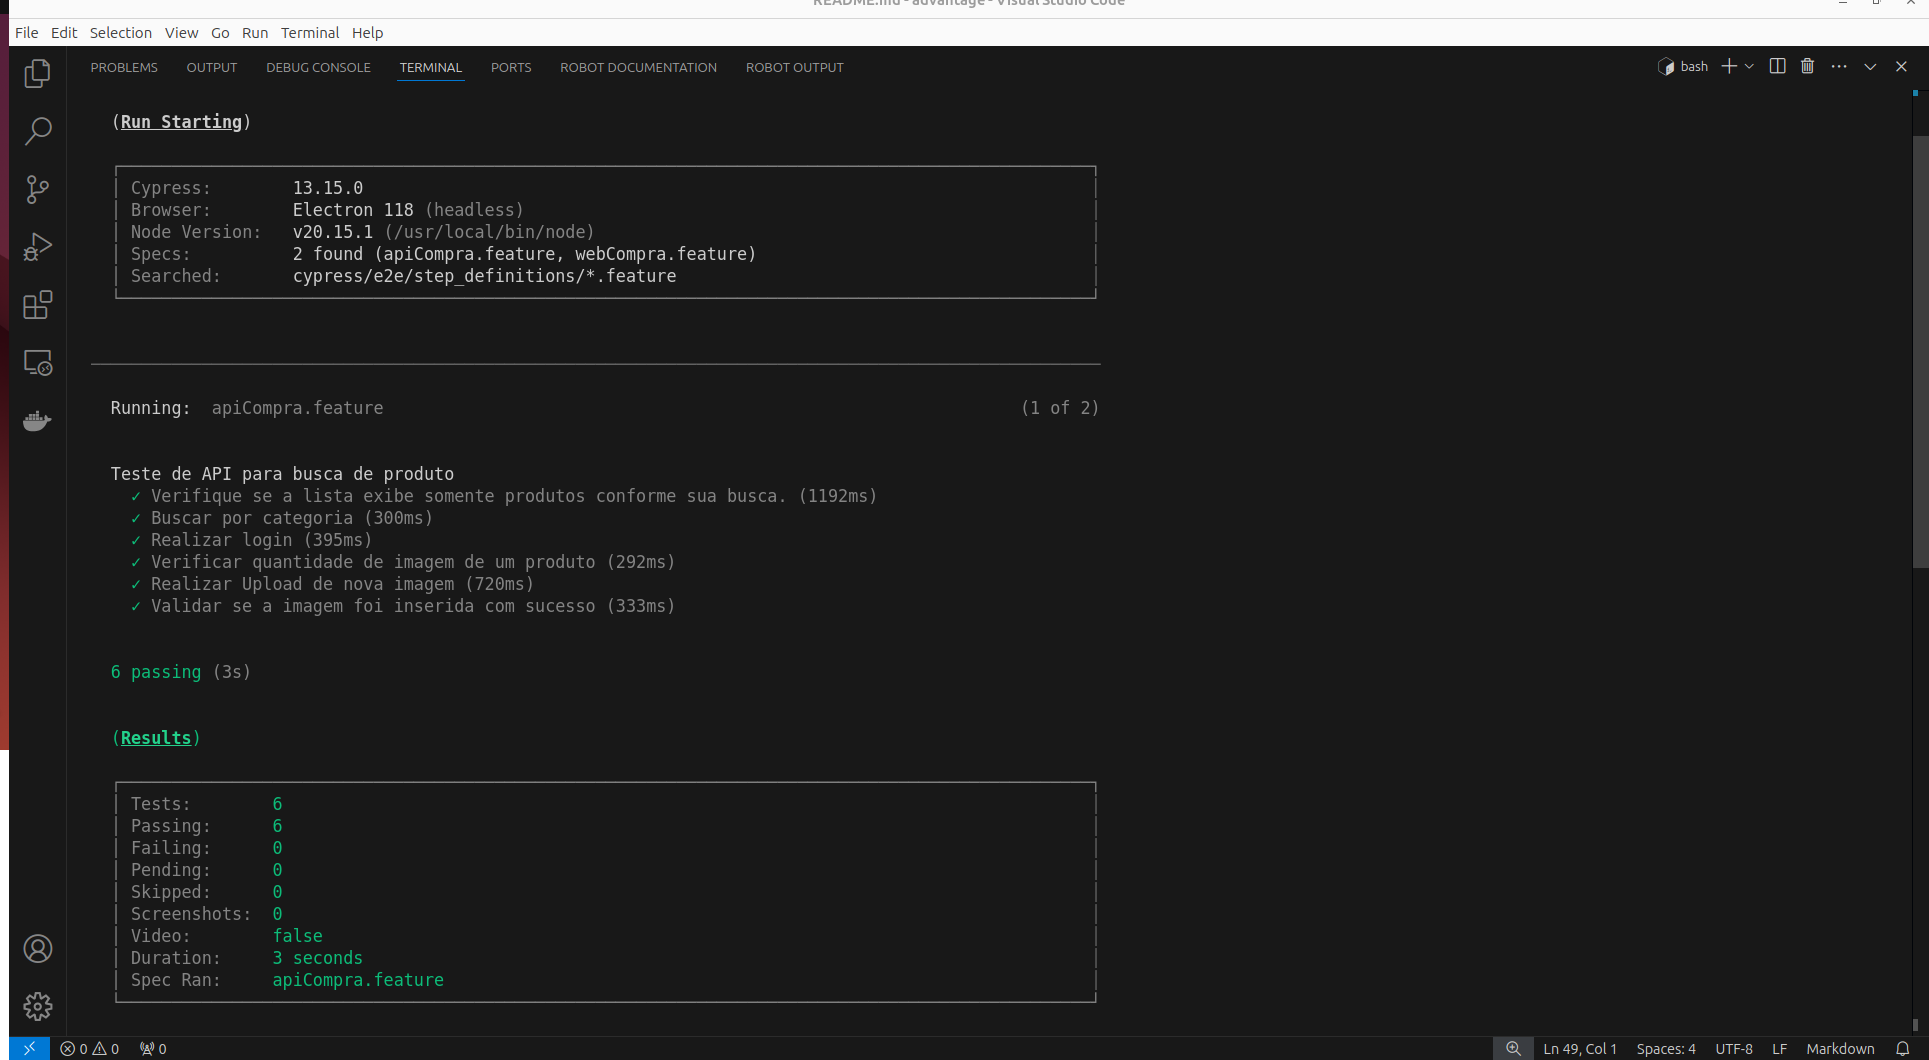 README.md - advantage - Visual Studio Code
File Edit Selection View Go Run Terminal Help
PROBLEMS OUTPUT DEBUG CONSOLE TERMINAL PORTS ROBOT DOCUMENTATION ROBOT OUTPUT
bash
(Run Starting)
Cypress: 13.15.0
Browser: Electron 118 (headless)
Node Version: v20.15.1 (/usr/local/bin/node)
Specs: 2 found (apiCompra.feature, webCompra.feature)
Searched: cypress/e2e/step_definitions/*.feature
Running: apiCompra.feature (1 of 2)
Teste de API para busca de produto
✓ Verifique se a lista exibe somente produtos conforme sua busca. (1192ms)
✓ Buscar por categoria (300ms)
✓ Realizar login (395ms)
✓ Verificar quantidade de imagem de um produto (292ms)
✓ Realizar Upload de nova imagem (720ms)
✓ Validar se a imagem foi inserida com sucesso (333ms)
6 passing (3s)
(Results)
Tests: 6
Passing: 6
Failing: 0
Pending: 0
Skipped: 0
Screenshots: 0
Video: false
Duration: 3 seconds
Spec Ran: apiCompra.feature
0 0 0 Ln 49, Col 1 Spaces: 4 UTF-8 LF Markdown